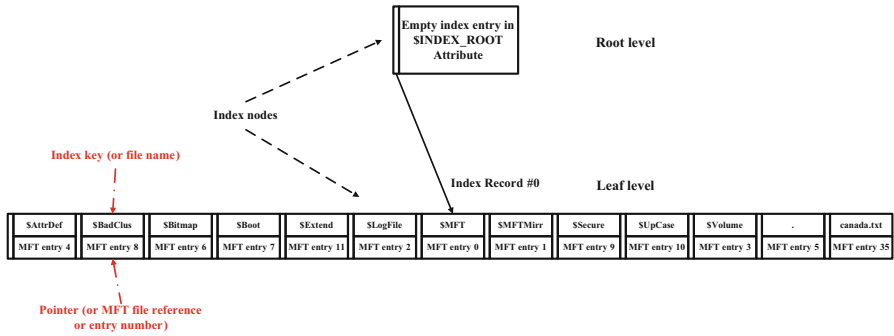 Empty index entry in
$INDEX_ROOT
Attribute
Root level
Index nodes
Index key (or file name)
Index Record #0
Leaf level
$AttrDef
$BadClus
$Bitmap
$Boot
$Extend
$LogFile
$MFT
$MFTMirr
$Secure
$UpCase
$Volume
.
canada.txt
MFT entry 4
MFT entry 8
MFT entry 6
MFT entry 7
MFT entry 11
MFT entry 2
MFT entry 0
MFT entry 1
MFT entry 9
MFT entry 10
MFT entry 3
MFT entry 5
MFT entry 35
Pointer (or MFT file reference
or entry number)